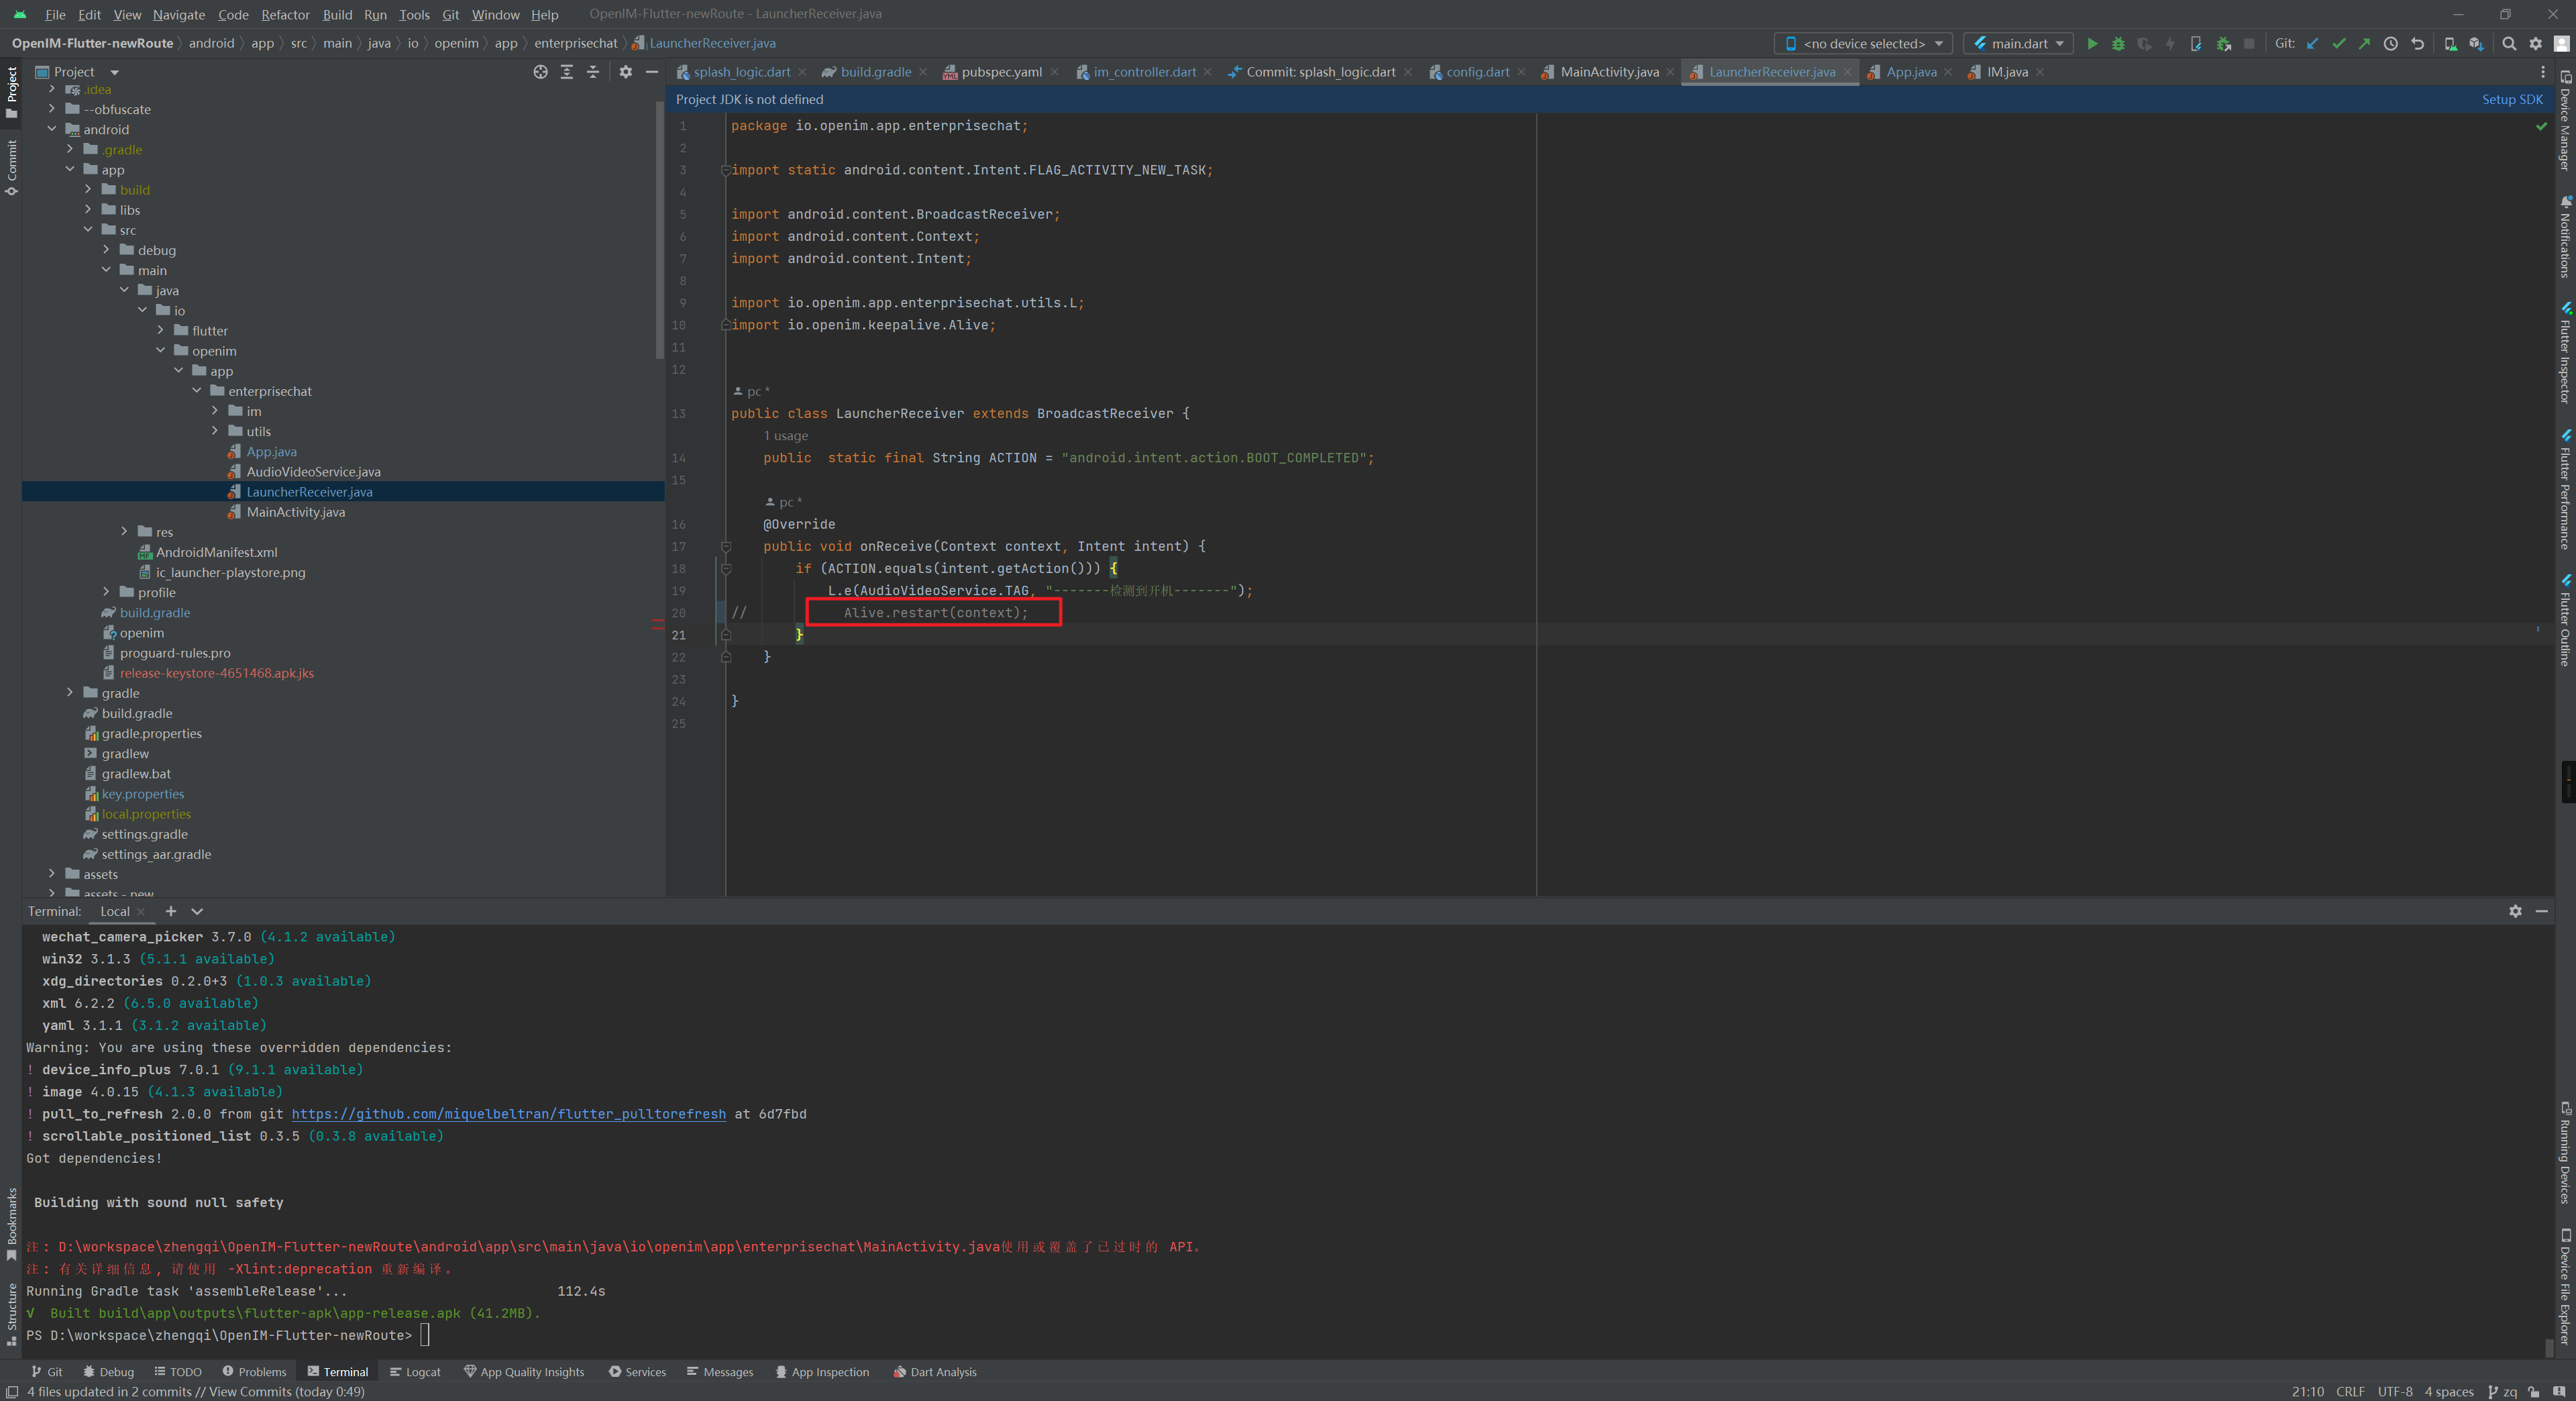 File Edit View Navigate Code Refactor Build Run Tools Git Window Help OpenIM-Flutter-newRoute - LauncherReceiver.java
OpenIM-Flutter-newRoute android app src main java io openim app enterprisechat LauncherReceiver.java <no device selected> main.dart Git:
Project
splash_logic.dart build.gradle pubspec.yaml im_controller.dart Commit: splash_logic.dart config.dart MainActivity.java LauncherReceiver.java App.java IM.java
Project JDK is not defined Setup SDK
.idea
--obfuscate
android
.gradle
app
build
libs
src
debug
main
java
io
flutter
openim
app
enterprisechat
im
utils
App.java
AudioVideoService.java
LauncherReceiver.java
MainActivity.java
res
AndroidManifest.xml
ic_launcher-playstore.png
profile
build.gradle
openim
proguard-rules.pro
release-keystore-4651468.apk.jks
gradle
build.gradle
gradle.properties
gradlew
gradlew.bat
key.properties
local.properties
settings.gradle
settings_aar.gradle
assets
assets - new
1 package io.openim.app.enterprisechat;
2
3 import static android.content.Intent.FLAG_ACTIVITY_NEW_TASK;
4
5 import android.content.BroadcastReceiver;
6 import android.content.Context;
7 import android.content.Intent;
8
9 import io.openim.app.enterprisechat.utils.L;
10 import io.openim.keepalive.Alive;
11
12
pc *
13 public class LauncherReceiver extends BroadcastReceiver {
1 usage
14 public  static final String ACTION = "android.intent.action.BOOT_COMPLETED";
15
pc *
16 @Override
17 public void onReceive(Context context, Intent intent) {
18 if (ACTION.equals(intent.getAction())) {
19 L.e(AudioVideoService.TAG, "-------检测到开机-------");
20 // Alive.restart(context);
21 }
22 }
23
24 }
25
Terminal: Local
wechat_camera_picker 3.7.0 (4.1.2 available)
win32 3.1.3 (5.1.1 available)
xdg_directories 0.2.0+3 (1.0.3 available)
xml 6.2.2 (6.5.0 available)
yaml 3.1.1 (3.1.2 available)
Warning: You are using these overridden dependencies:
! device_info_plus 7.0.1 (9.1.1 available)
! image 4.0.15 (4.1.3 available)
! pull_to_refresh 2.0.0 from git https://github.com/miquelbeltran/flutter_pulltorefresh at 6d7fbd
! scrollable_positioned_list 0.3.5 (0.3.8 available)
Got dependencies!
Building with sound null safety
注: D:\workspace\zhengqi\OpenIM-Flutter-newRoute\android\app\src\main\java\io\openim\app\enterprisechat\MainActivity.java使用或覆盖了已过时的 API。
注: 有关详细信息, 请使用 -Xlint:deprecation 重新编译。
Running Gradle task 'assembleRelease'... 112.4s
√ Built build\app\outputs\flutter-apk\app-release.apk (41.2MB).
PS D:\workspace\zhengqi\OpenIM-Flutter-newRoute>
Git Debug TODO Problems Terminal Logcat App Quality Insights Services Messages App Inspection Dart Analysis
4 files updated in 2 commits // View Commits (today 0:49) 21:10 CRLF UTF-8 4 spaces zq
Project
Commit
Bookmarks
Structure
Device Manager
Notifications
Flutter Inspector
Flutter Performance
Flutter Outline
Running Devices
Device File Explorer